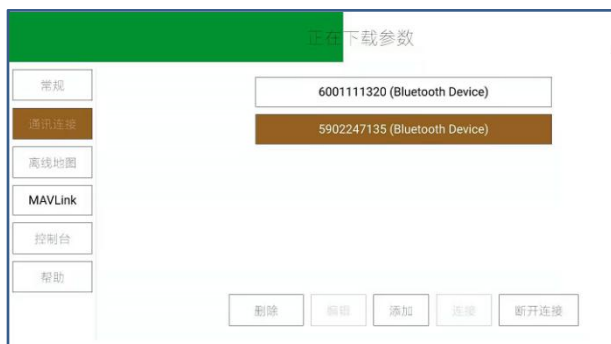 正在下载参数
常规
6001111320 (Bluetooth Device)
通讯连接
5902247135 (Bluetooth Device)
离线地图
MAVLink
控制台
帮助
删除 编辑 添加 连接 断开连接